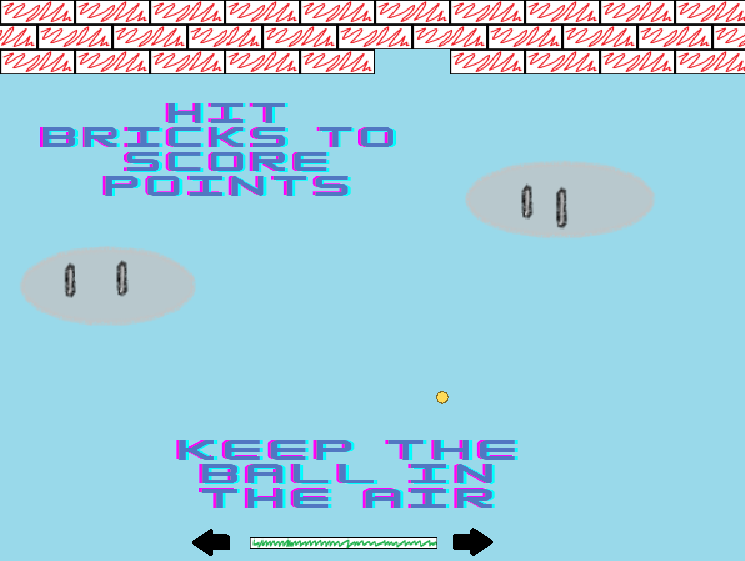 HIT
BRICKS TO
SCORE
POINTS
KEEP THE
BALL IN
THE AIR